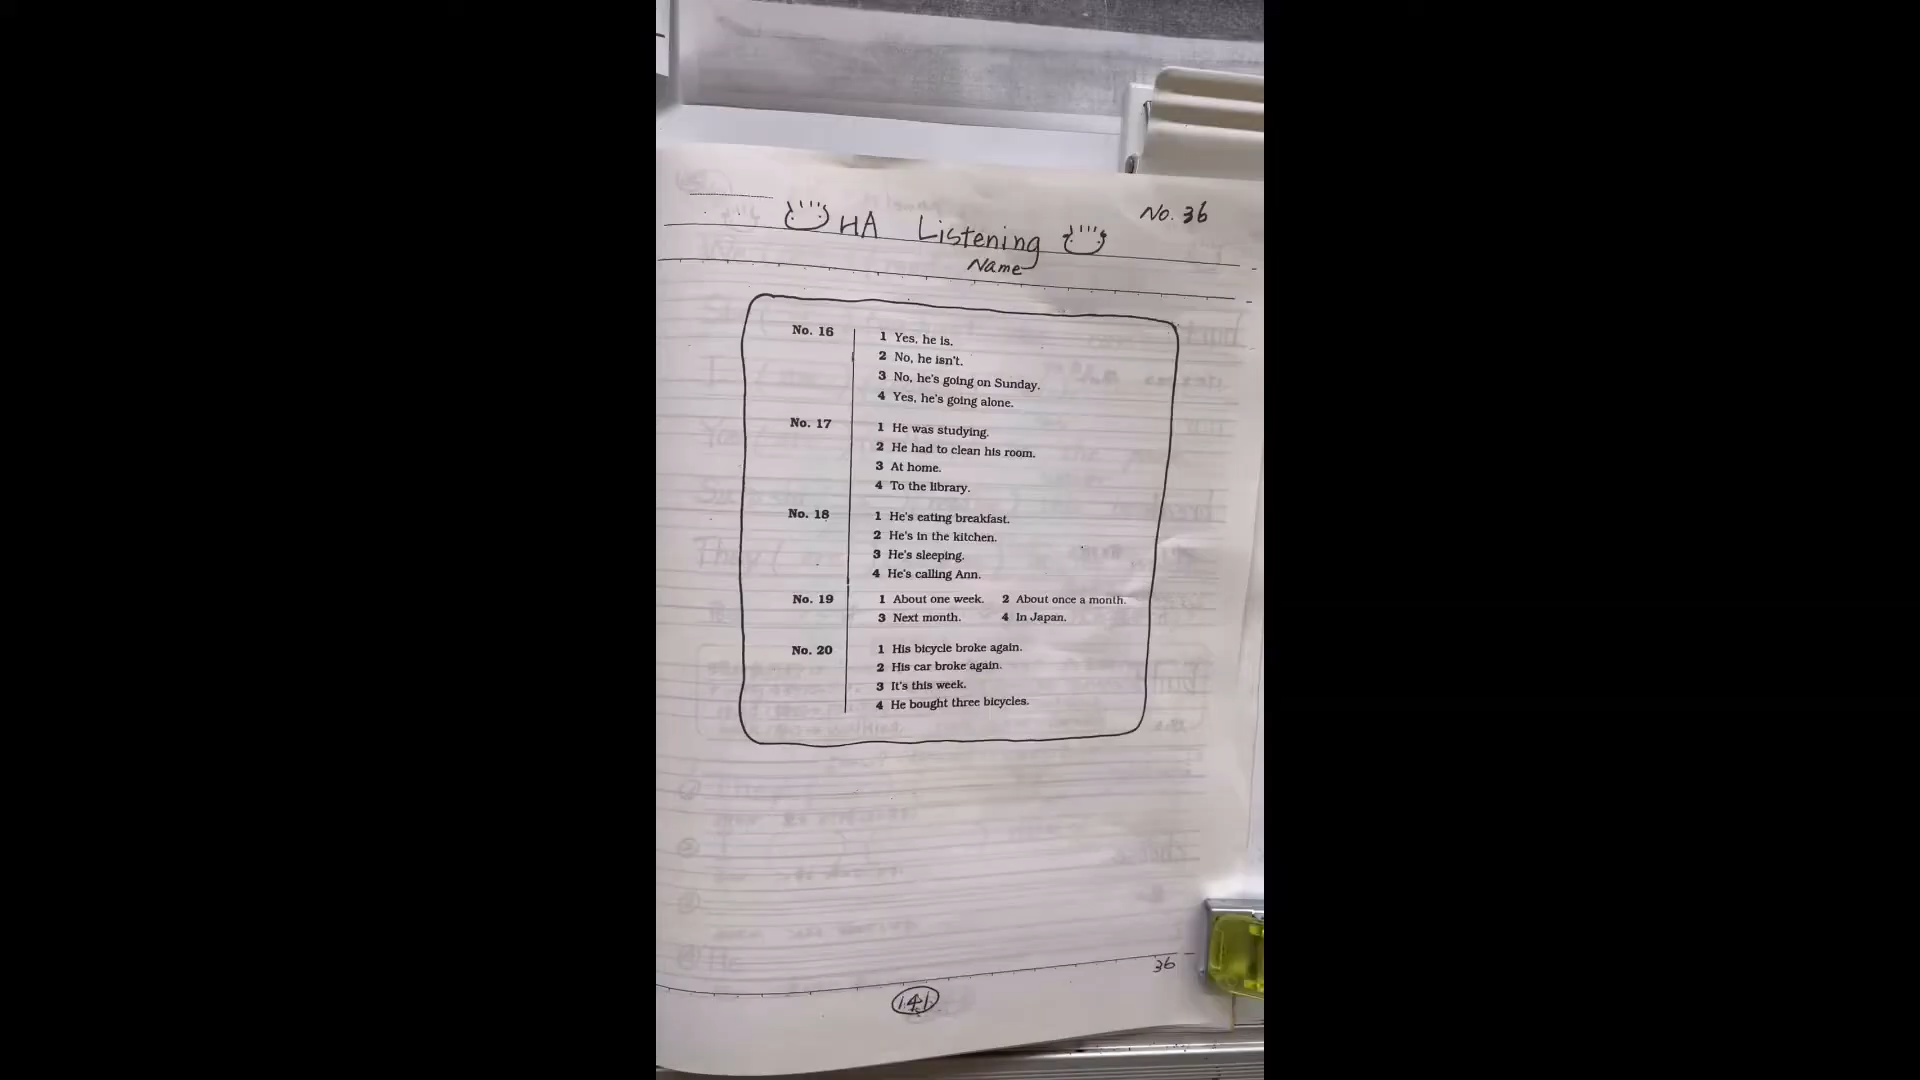 No. 36
HA Listening
Name
No. 16
1 Yes, he is.
2 No, he isn't.
3 No, he's going on Sunday.
4 Yes, he's going alone.
No. 17
1 He was studying.
2 He had to clean his room.
3 At home.
4 To the library.
No. 18
1 He's eating breakfast.
2 He's in the kitchen.
3 He's sleeping.
4 He's calling Ann.
No. 19
1 About one week. 2 About once a month.
3 Next month. 4 In Japan.
No. 20
1 His bicycle broke again.
2 His car broke again.
3 It's this week.
4 He bought three bicycles.
36